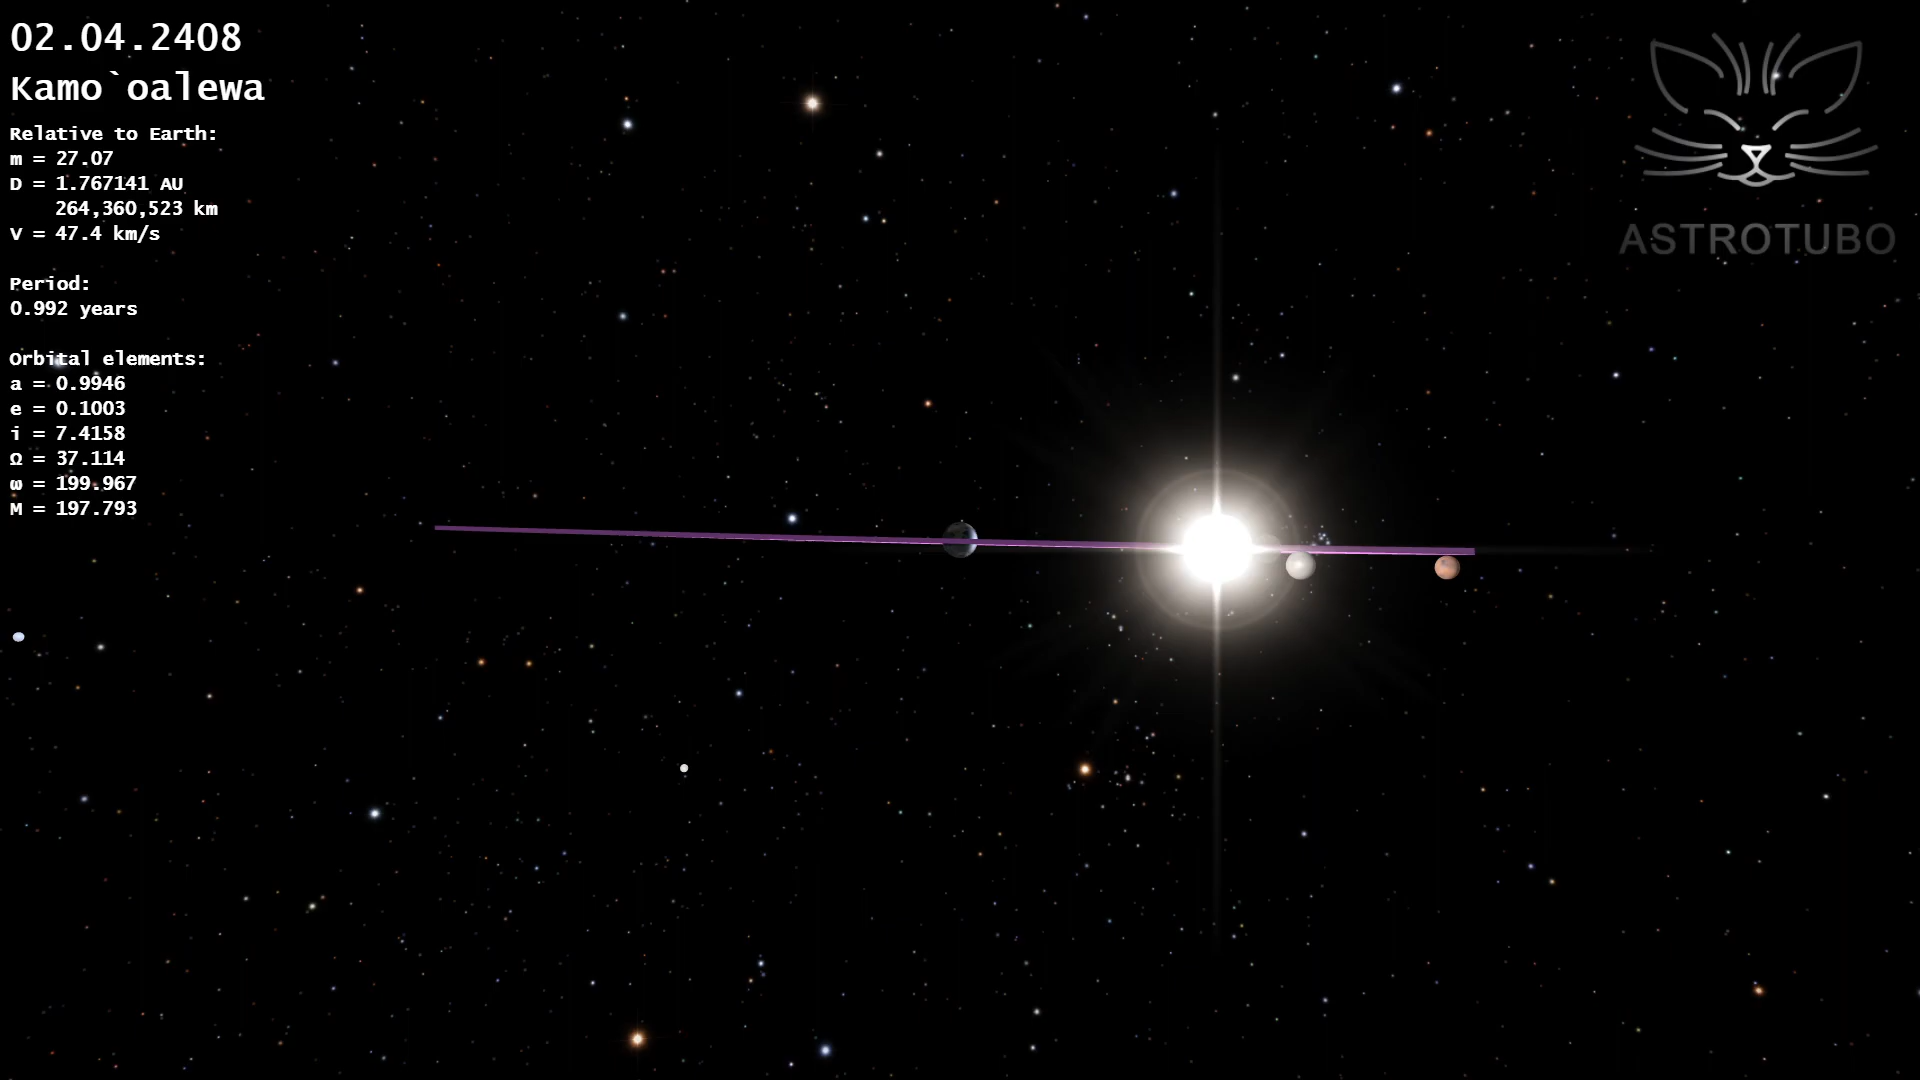 02.04.2408
Kamo`oalewa
Relative to Earth:
m = 27.07
D = 1.767141 AU
264,360,523 km
V = 47.4 km/s
Period:
0.992 years
Orbital elements:
a = 0.9946
e = 0.1003
i = 7.4158
Ω = 37.114
ω = 199.967
M = 197.793
ASTROTUBO